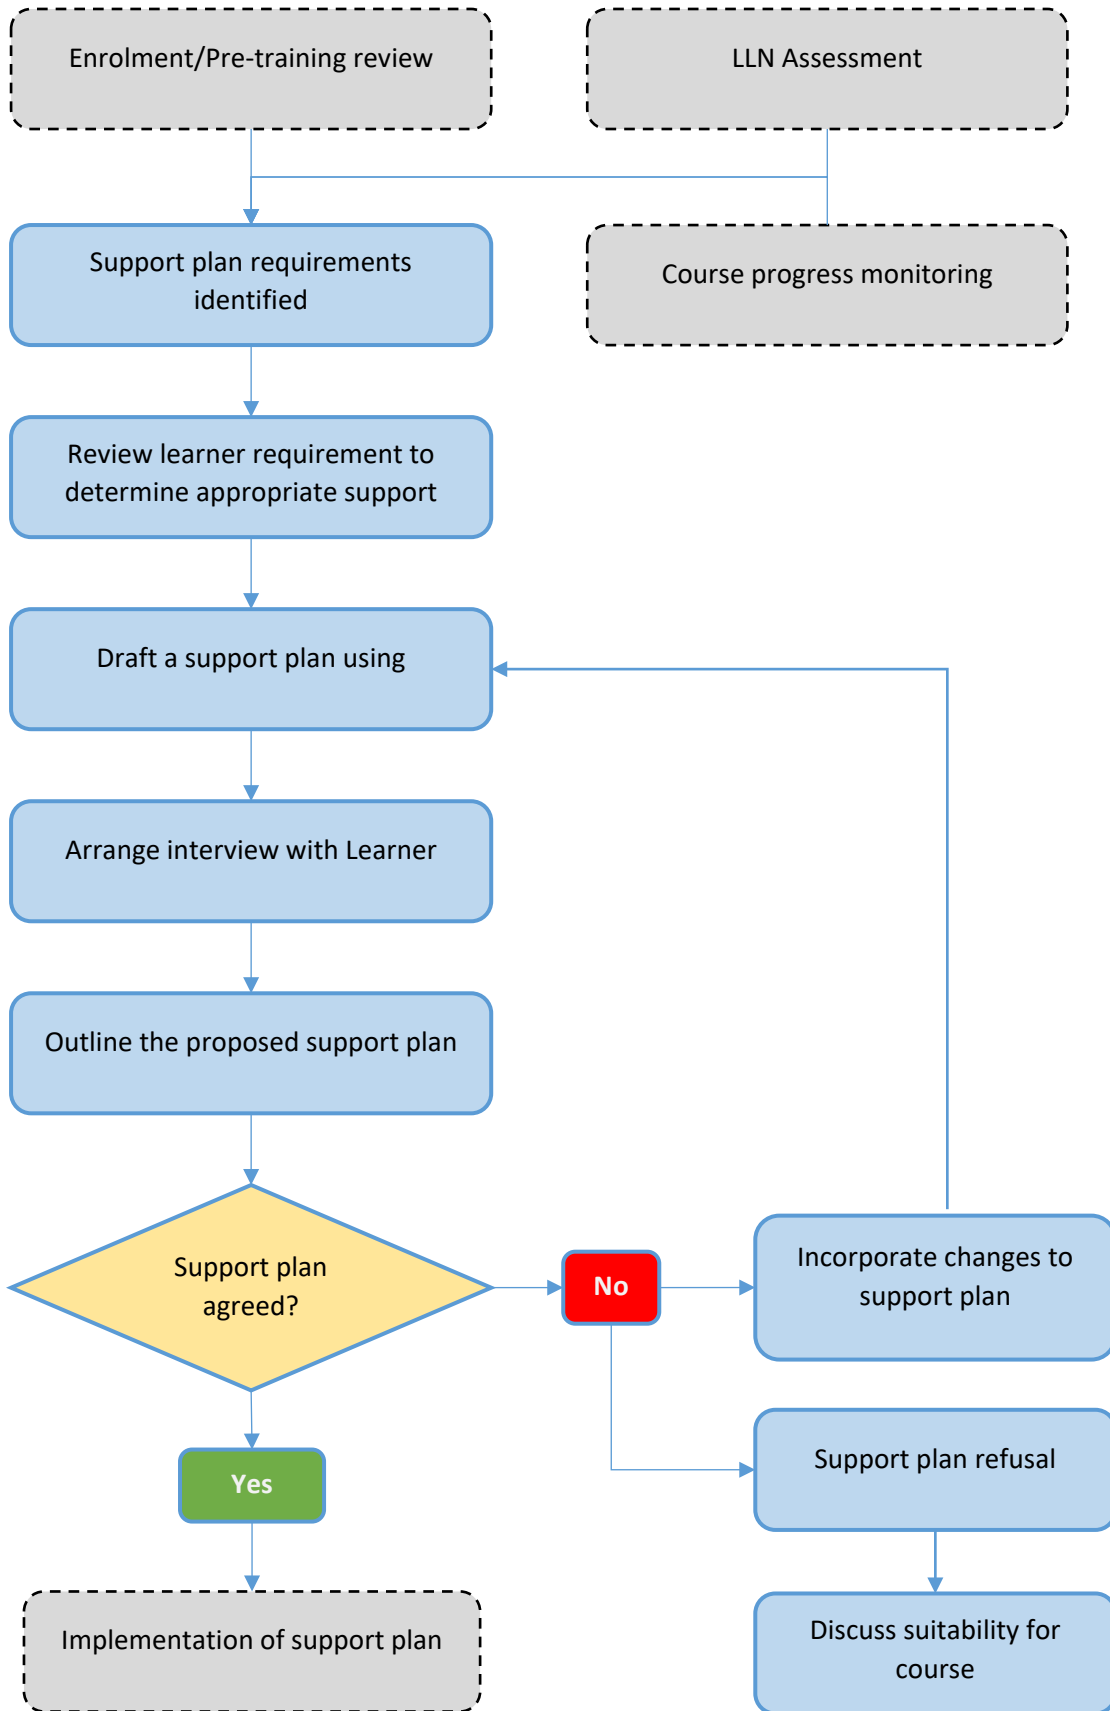 Enrolment/Pre-training review
LLN Assessment
Support plan requirements
identified
Course progress monitoring
Review learner requirement to
determine appropriate support
Draft a support plan using
Arrange interview with Learner
Outline the proposed support plan
Support plan
agreed?
No
Incorporate changes to
support plan
Support plan refusal
Yes
Implementation of support plan
Discuss suitability for
course